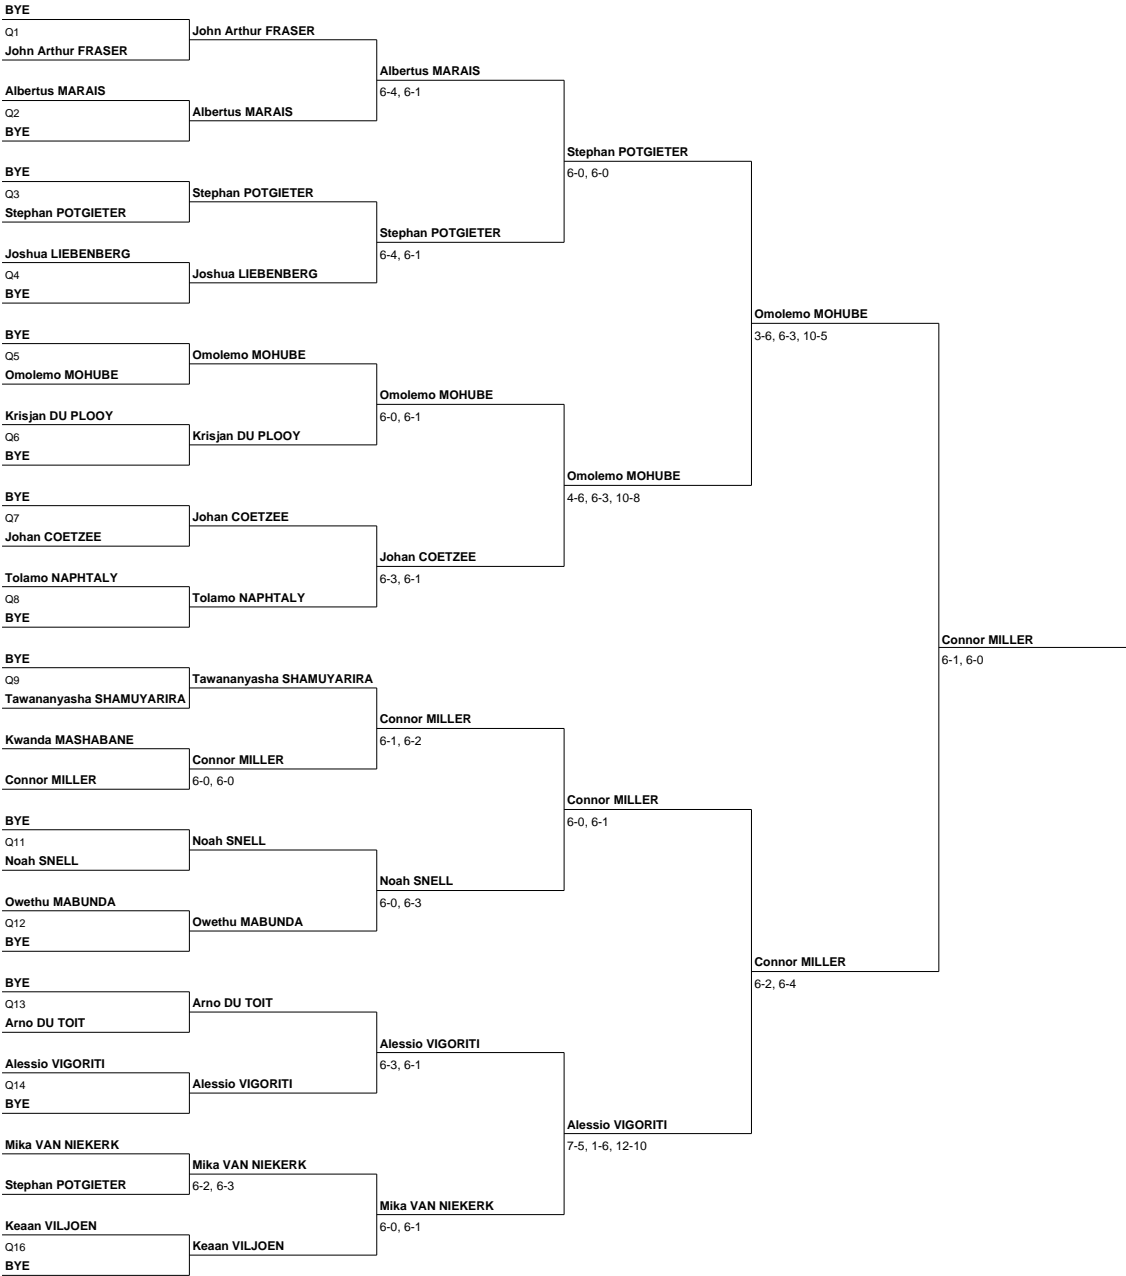 BYE
Q1
John Arthur FRASER
John Arthur FRASER
Albertus MARAIS
6-4, 6-1
Albertus MARAIS
Q2
BYE
Albertus MARAIS
Stephan POTGIETER
6-0, 6-0
BYE
Q3
Stephan POTGIETER
Stephan POTGIETER
Stephan POTGIETER
6-4, 6-1
Joshua LIEBENBERG
Q4
BYE
Joshua LIEBENBERG
Omolemo MOHUBE
3-6, 6-3, 10-5
BYE
Q5
Omolemo MOHUBE
Omolemo MOHUBE
Omolemo MOHUBE
6-0, 6-1
Krisjan DU PLOOY
Q6
BYE
Krisjan DU PLOOY
Omolemo MOHUBE
4-6, 6-3, 10-8
BYE
Q7
Johan COETZEE
Johan COETZEE
Johan COETZEE
6-3, 6-1
Tolamo NAPHTALY
Q8
BYE
Tolamo NAPHTALY
Connor MILLER
6-1, 6-0
BYE
Q9
Tawananyasha SHAMUYARIRA
Tawananyasha SHAMUYARIRA
Connor MILLER
6-1, 6-2
Kwanda MASHABANE
Connor MILLER
Connor MILLER
6-0, 6-0
Connor MILLER
6-0, 6-1
BYE
Q11
Noah SNELL
Noah SNELL
Noah SNELL
6-0, 6-3
Owethu MABUNDA
Q12
BYE
Owethu MABUNDA
Connor MILLER
6-2, 6-4
BYE
Q13
Arno DU TOIT
Arno DU TOIT
Alessio VIGORITI
6-3, 6-1
Alessio VIGORITI
Q14
BYE
Alessio VIGORITI
Alessio VIGORITI
7-5, 1-6, 12-10
Mika VAN NIEKERK
Stephan POTGIETER
Mika VAN NIEKERK
6-2, 6-3
Mika VAN NIEKERK
6-0, 6-1
Keaan VILJOEN
Q16
BYE
Keaan VILJOEN